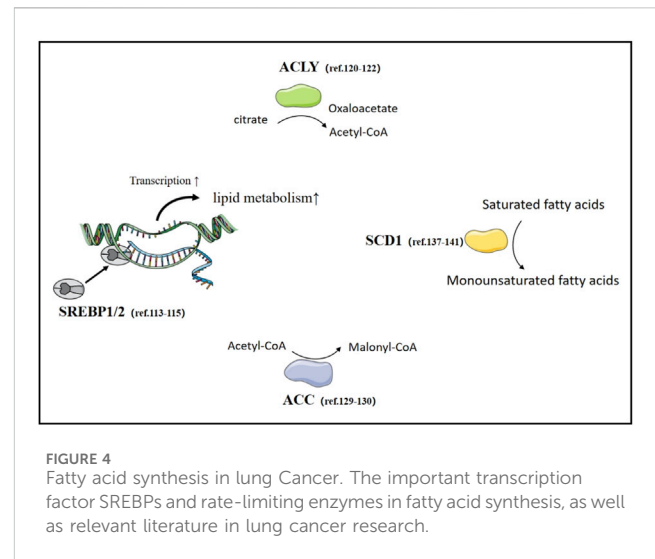 ACLY (ref.120-122)
Oxaloacetate
citrate
Acetyl-CoA
Transcription ↑
lipid metabolism↑
Saturated fatty acids
SCD1 (ref.137-141)
Monounsaturated fatty acids
SREBP1/2 (ref.113-115)
Acetyl-CoA Malonyl-CoA
ACC (ref.129-130)
FIGURE 4
Fatty acid synthesis in lung Cancer. The important transcription
factor SREBPs and rate-limiting enzymes in fatty acid synthesis, as well
as relevant literature in lung cancer research.